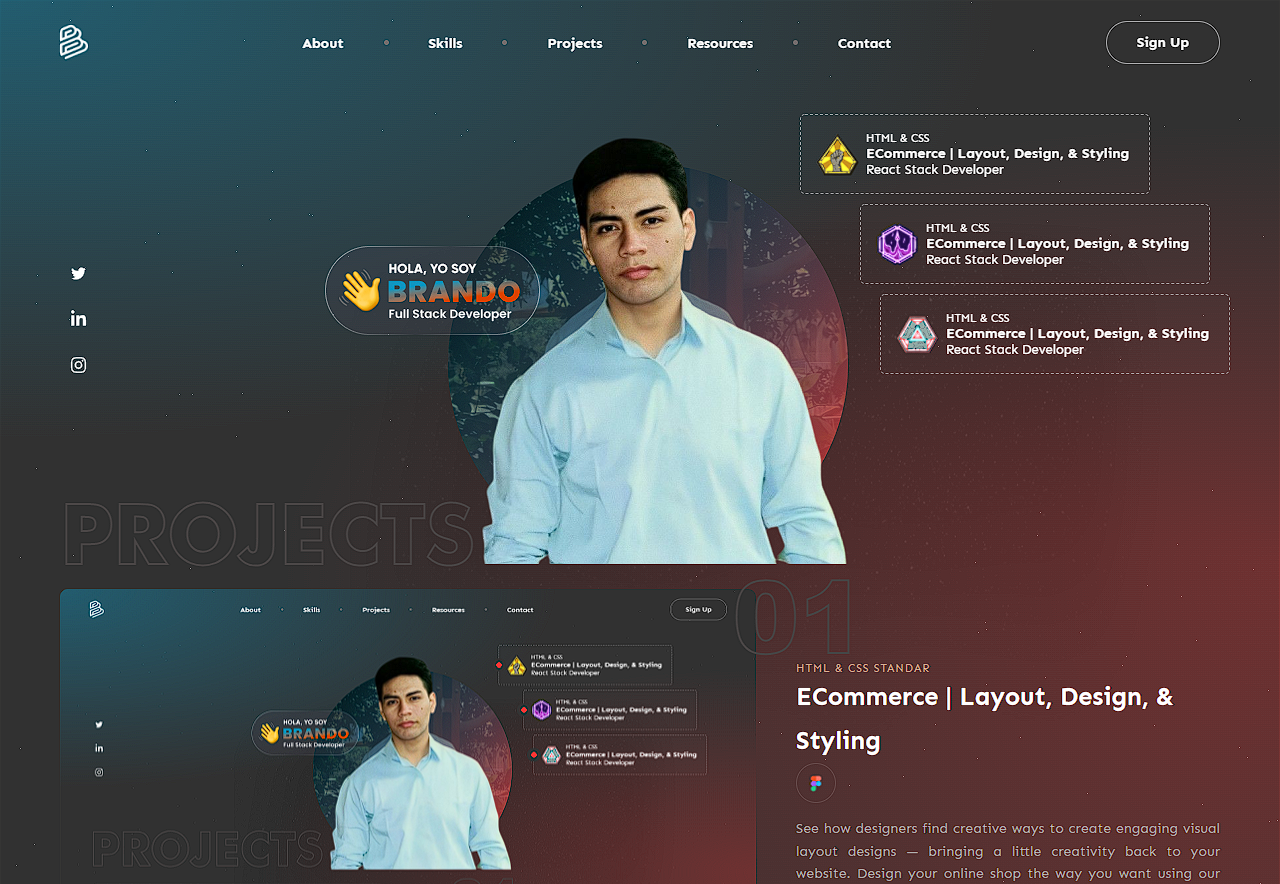 About
Skills
Projects
Resources
Contact
Sign Up
HTML & CSS
ECommerce | Layout, Design, & Styling
React Stack Developer
HTML & CSS
ECommerce | Layout, Design, & Styling
React Stack Developer
HTML & CSS
ECommerce | Layout, Design, & Styling
React Stack Developer
HOLA, YO SOY
BRANDO
Full Stack Developer
PROJECTS
01
About
Skills
Projects
Resources
Contact
Sign Up
HTML & CSS
ECommerce | Layout, Design, & Styling
React Stack Developer
HTML & CSS
ECommerce | Layout, Design, & Styling
React Stack Developer
HTML & CSS
ECommerce | Layout, Design, & Styling
React Stack Developer
HOLA, YO SOY
BRANDO
Full Stack Developer
PROJECTS
HTML & CSS STANDAR
ECommerce | Layout, Design, &
Styling
See how designers find creative ways to create engaging visual
layout designs — bringing a little creativity back to your
website. Design your online shop the way you want using our